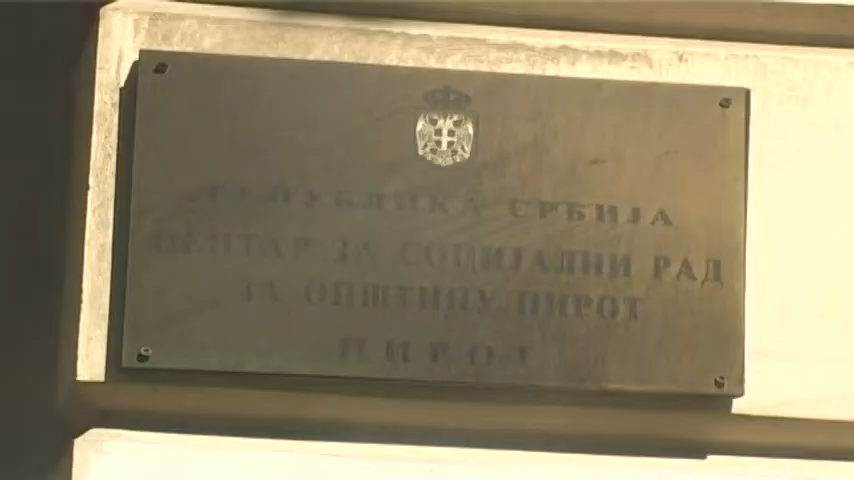 РЕПУБЛИКА СРБИЈА
ЦЕНТАР ЗА СОЦИЈАЛНИ РАД
ЗА ОПШТИНУ ПИРОТ
ПИРОТ